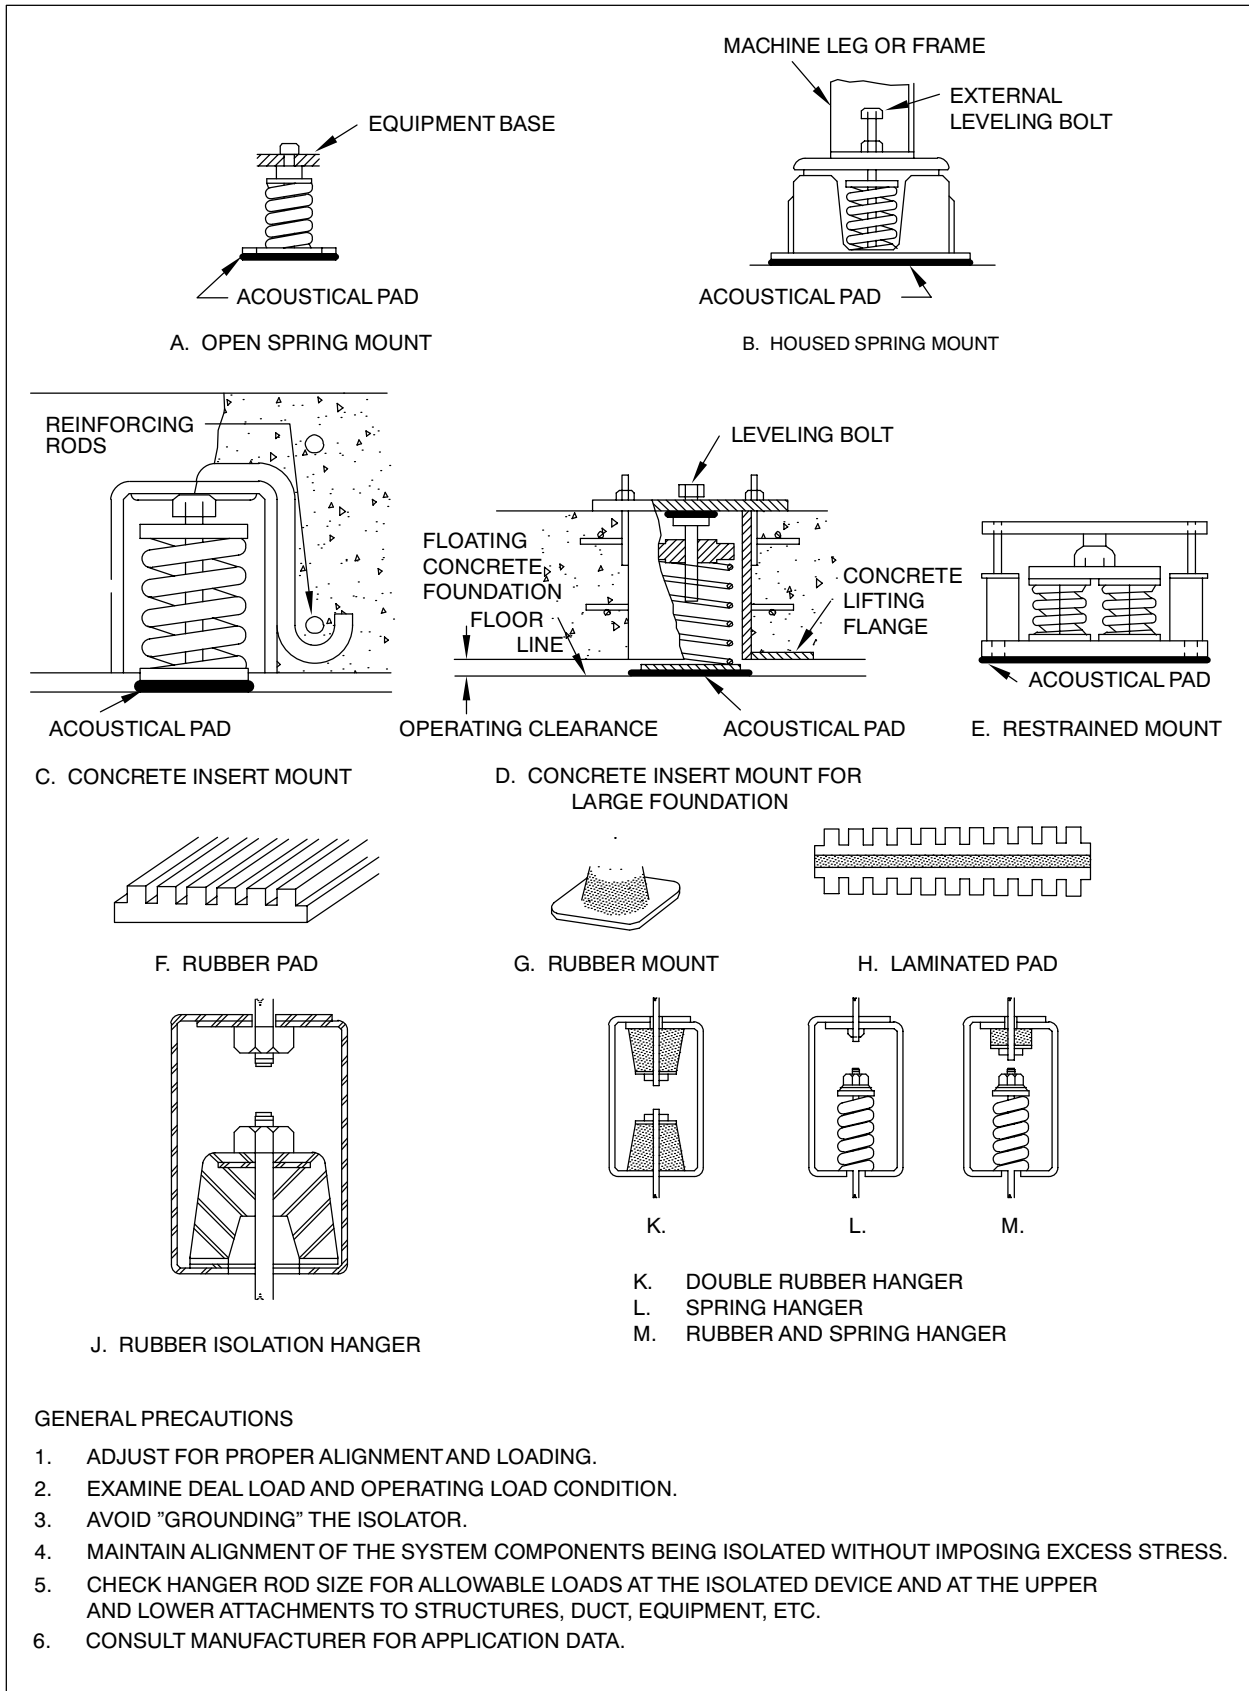 MACHINE LEG OR FRAME
EXTERNAL
LEVELING BOLT
EQUIPMENT BASE
ACOUSTICAL PAD
ACOUSTICAL PAD
A. OPEN SPRING MOUNT
B. HOUSED SPRING MOUNT
REINFORCING
RODS
LEVELING BOLT
FLOATING
CONCRETE
FOUNDATION
FLOOR
LINE
CONCRETE
LIFTING
FLANGE
ACOUSTICAL PAD
ACOUSTICAL PAD
OPERATING CLEARANCE
ACOUSTICAL PAD
E. RESTRAINED MOUNT
C. CONCRETE INSERT MOUNT
D. CONCRETE INSERT MOUNT FOR
LARGE FOUNDATION
F. RUBBER PAD
G. RUBBER MOUNT
H. LAMINATED PAD
K.
L.
M.
K. DOUBLE RUBBER HANGER
L. SPRING HANGER
M. RUBBER AND SPRING HANGER
J. RUBBER ISOLATION HANGER
GENERAL PRECAUTIONS
1. ADJUST FOR PROPER ALIGNMENT AND LOADING.
2. EXAMINE DEAL LOAD AND OPERATING LOAD CONDITION.
3. AVOID ”GROUNDING” THE ISOLATOR.
4. MAINTAIN ALIGNMENT OF THE SYSTEM COMPONENTS BEING ISOLATED WITHOUT IMPOSING EXCESS STRESS.
5. CHECK HANGER ROD SIZE FOR ALLOWABLE LOADS AT THE ISOLATED DEVICE AND AT THE UPPER
AND LOWER ATTACHMENTS TO STRUCTURES, DUCT, EQUIPMENT, ETC.
6. CONSULT MANUFACTURER FOR APPLICATION DATA.